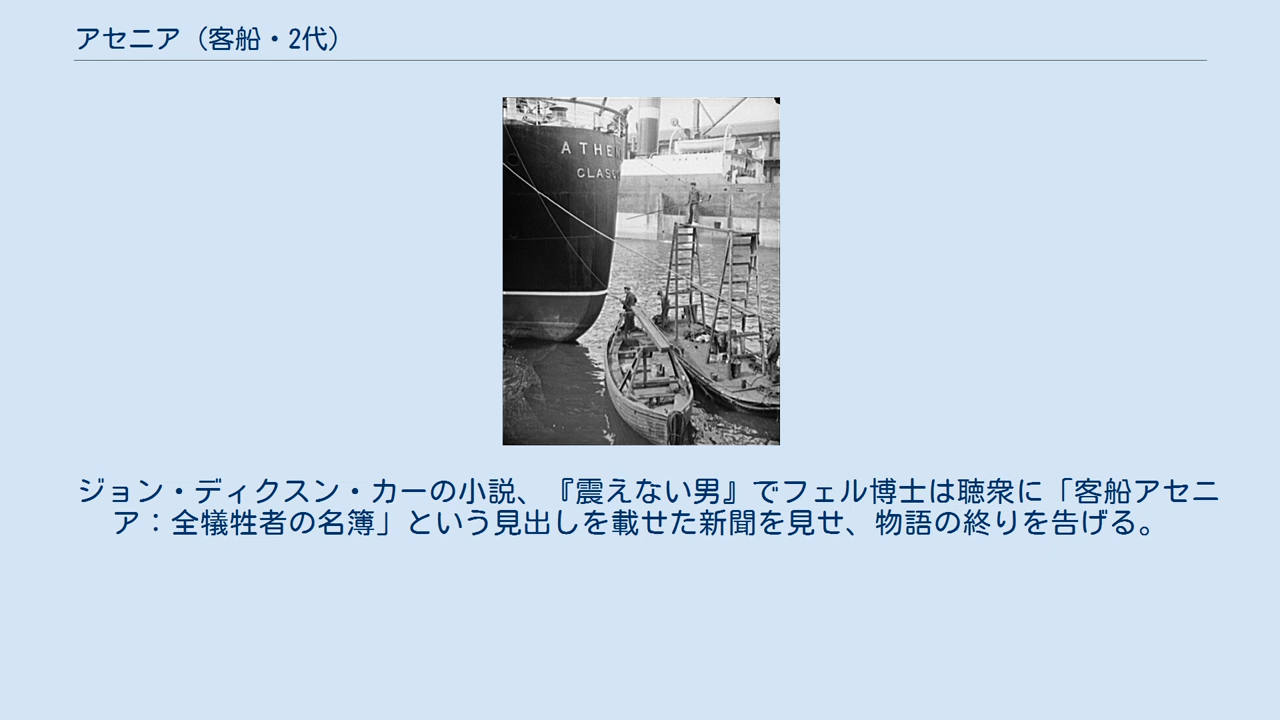 アセニア（客船・2代）
ATHE
GLASG
ジョン・ディクスン・カーの小説、『震えない男』でフェル博士は聴衆に「客船アセニ
ア：全犠牲者の名簿」という見出しを載せた新聞を見せ、物語の終りを告げる。